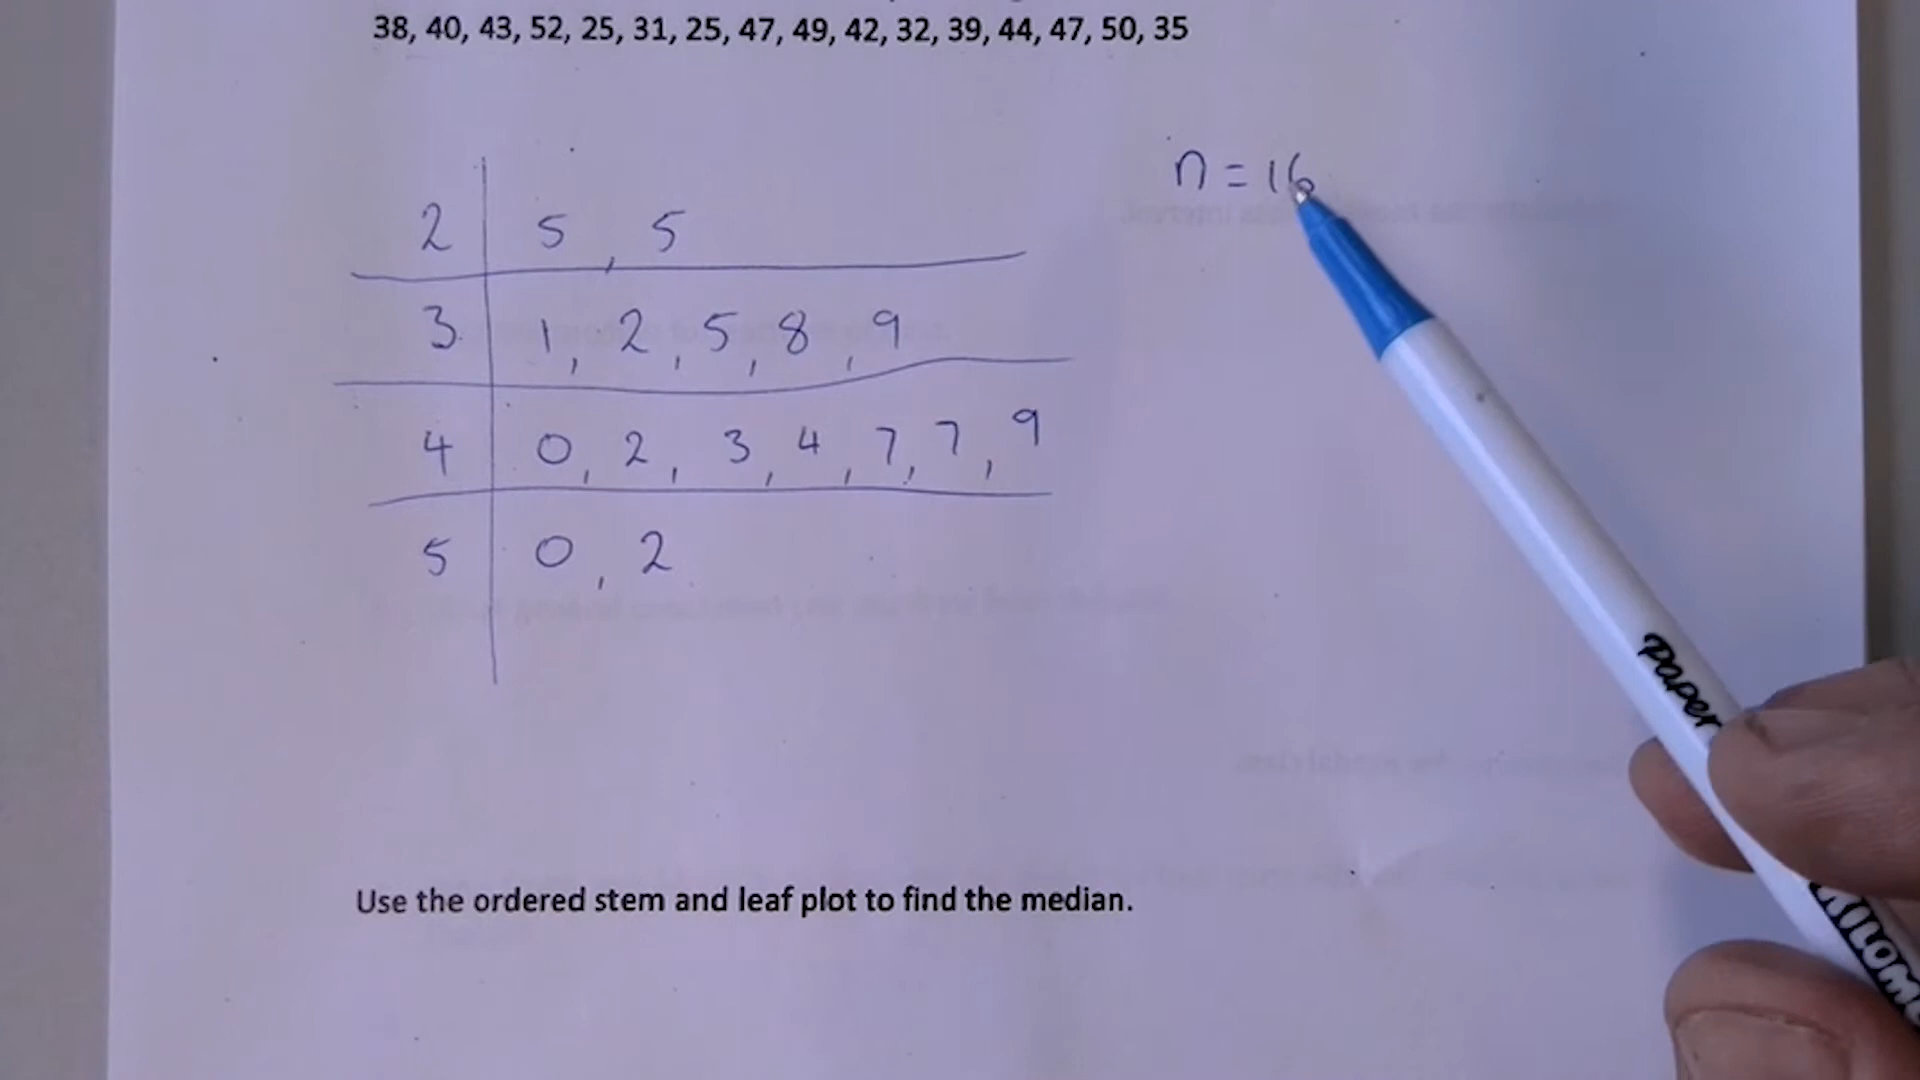 38, 40, 43, 52, 25, 31, 25, 47, 49, 42, 32, 39, 44, 47, 50, 35
n = 16
2 | 5, 5
3 | 1, 2, 5, 8, 9
4 | 0, 2, 3, 4, 7, 7, 9
5 | 0, 2
Paper
Use the ordered stem and leaf plot to find the median.